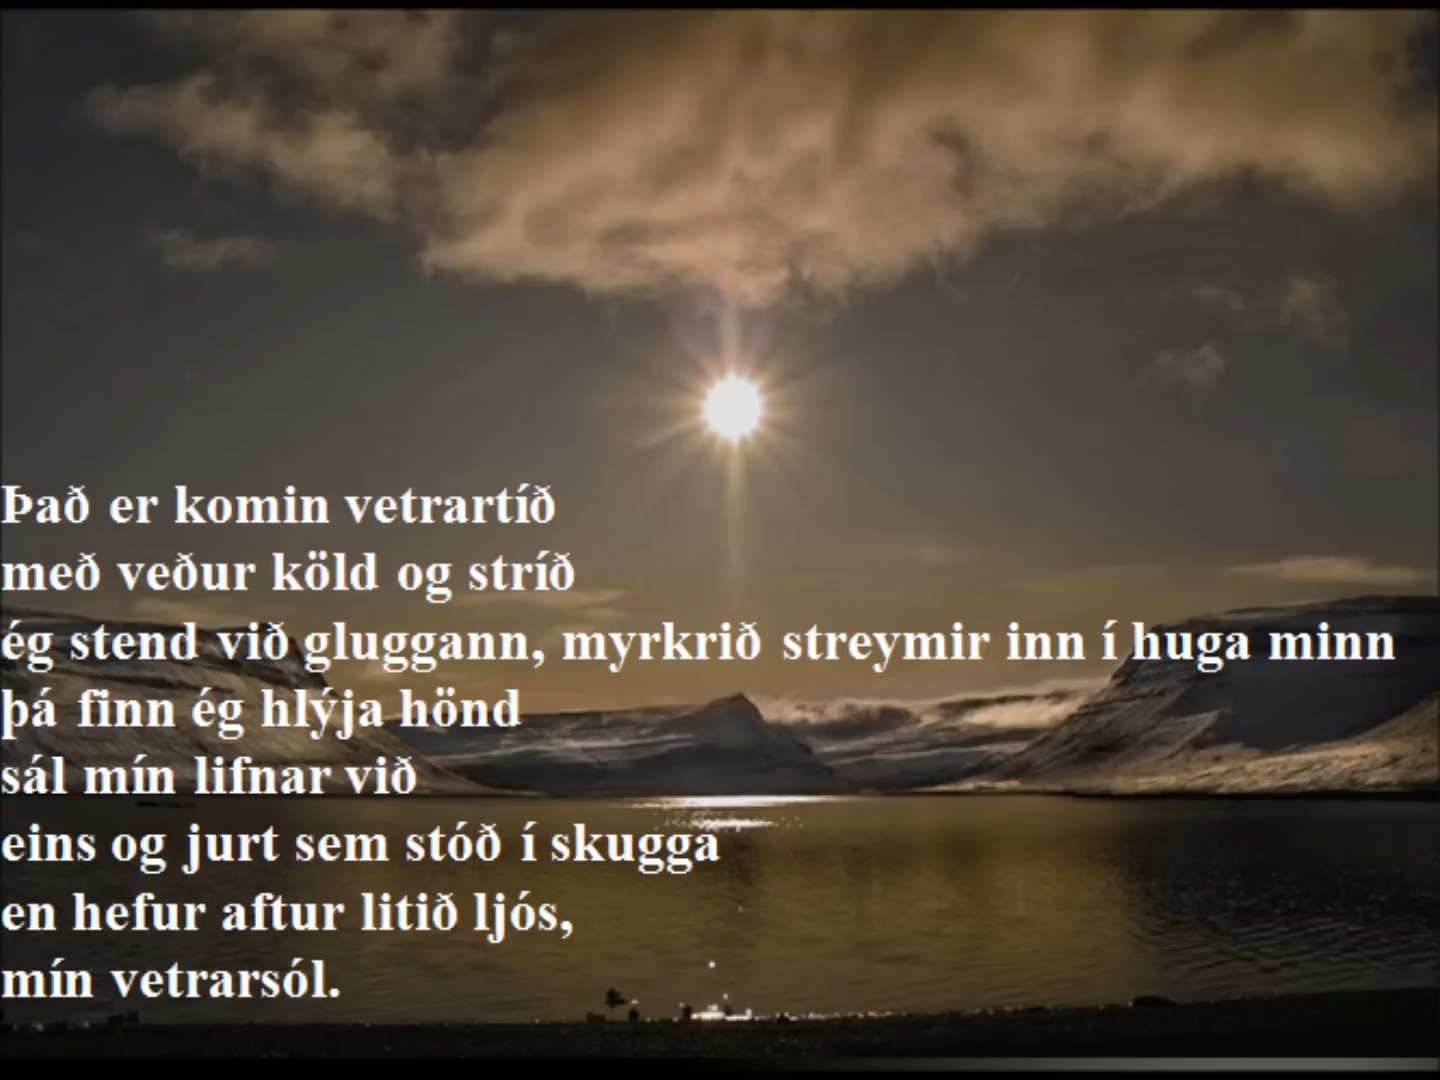 Það er komin vetrartíð
með veður köld og stríð
ég stend við gluggann, myrkrið streymir inn í huga minn
þá finn ég hlýja hönd
sál mín lifnar við
eins og jurt sem stóð í skugga
en hefur aftur litið ljós,
mín vetrarsól.